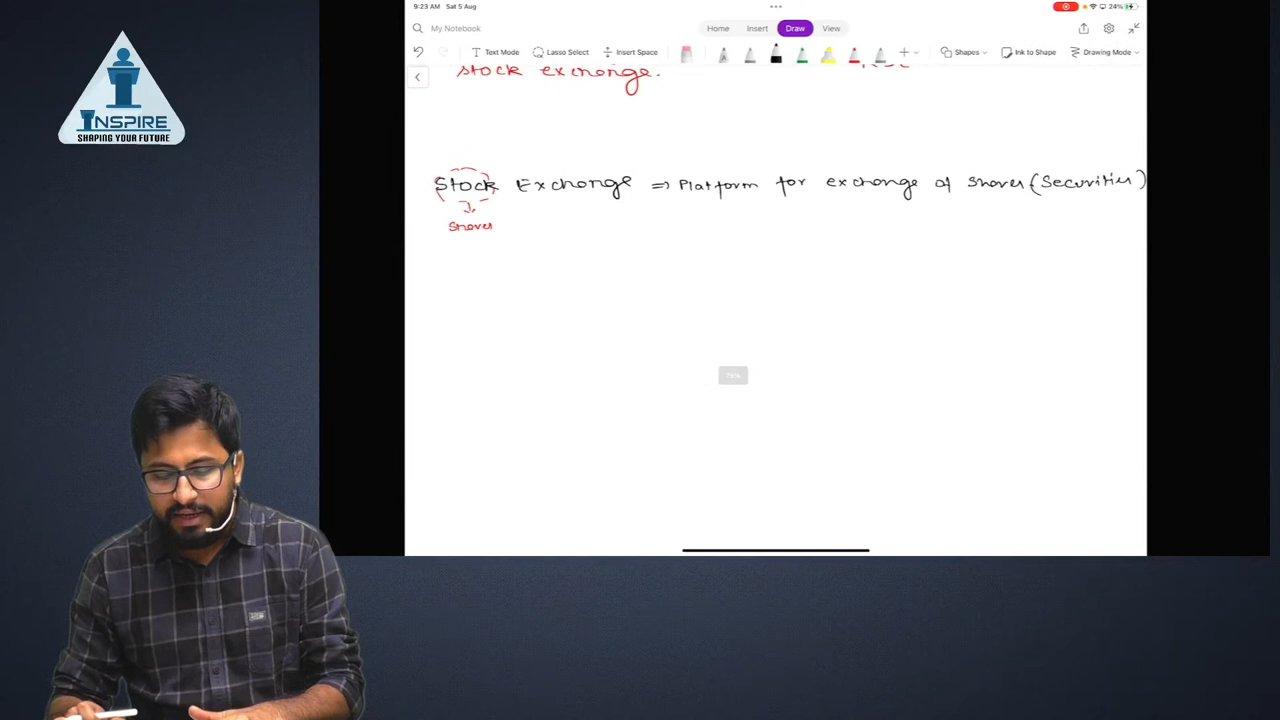 9:23 AM Sat 5 Aug
24%
My Notebook
Home Insert Draw View
Text Mode Lasso Select Insert Space Shapes Ink to Shape Drawing Mode
stock exchange.
INSPIRE
SHAPING YOUR FUTURE
Stock Exchange ⇒ Platform for exchange of shares (Securities)
Shares
75%